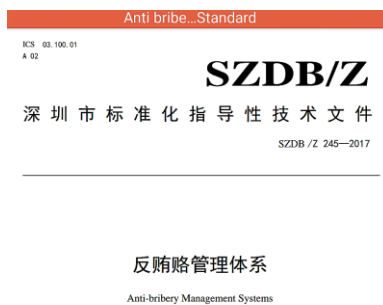 Anti bribe...Standard
ICS 03.100.01
A 02
SZDB/Z
深圳市标准化指导性技术文件
SZDB /Z 245—2017
反贿赂管理体系
Anti-bribery Management Systems